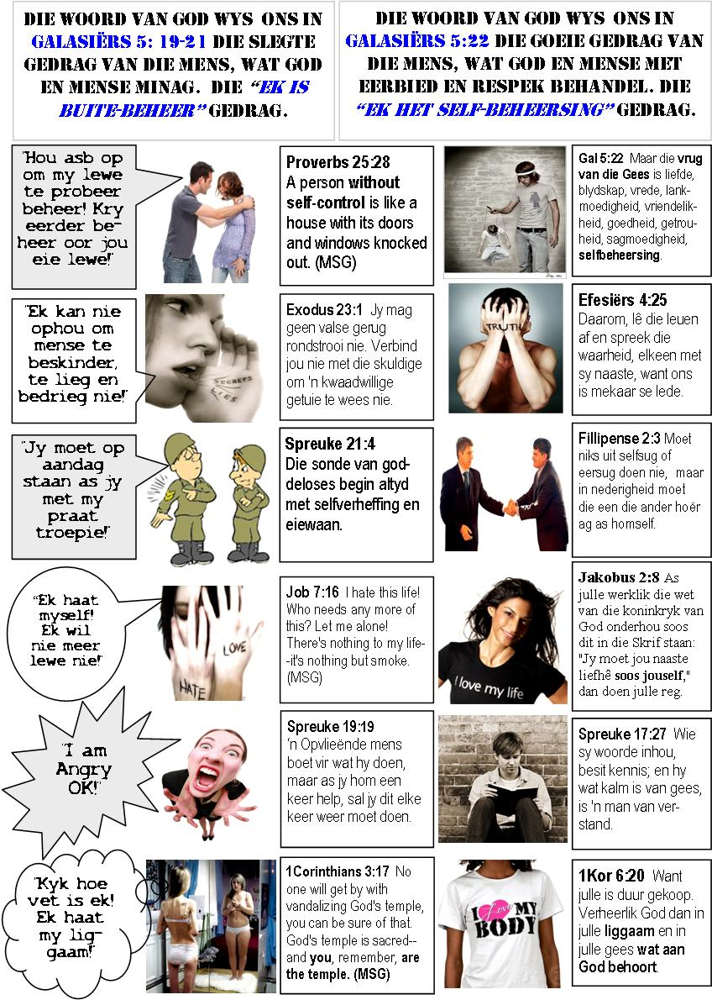 DIE WOORD VAN GOD WYS ONS IN
GALASIËRS 5: 19-21 DIE SLEGTE
GEDRAG VAN DIE MENS, WAT GOD
EN MENSE MINAG. DIE "EK IS
BUITE-BEHEER" GEDRAG.
DIE WOORD VAN GOD WYS ONS IN
GALASIËRS 5:22 DIE GOEIE GEDRAG VAN
DIE MENS, WAT GOD EN MENSE MET
EERBIED EN RESPEK BEHANDEL. DIE
"EK HET SELF-BEHEERSING" GEDRAG.
"Hou asb op
om my lewe
te probeer
beheer! Kry
eerder be-
heer oor jou
eie lewe!"
Proverbs 25:28
A person without
self-control is like a
house with its doors
and windows knocked
out. (MSG)
Gal 5:22 Maar die vrug
van die Gees is liefde,
blydskap, vrede, lank-
moedigheid, vriendelik-
heid, goedheid, getrou-
heid, sagmoedigheid,
selfbeheersing.
"Ek kan nie
ophou om
mense te
beskinder,
te lieg en
bedrieg nie!"
SECRETS
LIES
Exodus 23:1 Jy mag
geen valse gerug
rondstrooi nie. Verbind
jou nie met die skuldige
om 'n kwaadwillige
getuie te wees nie.
TRUTH
Efesiërs 4:25
Daarom, lê die leuen
af en spreek die
waarheid, elkeen met
sy naaste, want ons
is mekaar se lede.
"Jy moet op
aandag
staan as jy
met my
praat
troepie!"
Spreuke 21:4
Die sonde van god-
deloses begin altyd
met selfverheffing en
eiewaan.
Fillipense 2:3 Moet
niks uit selfsug of
eersug doen nie, maar
in nederigheid moet
die een die ander hoër
ag as homself.
"Ek haat
myself!
Ek wil
nie meer
lewe nie!"
LOVE
HATE
Job 7:16 I hate this life!
Who needs any more of
this? Let me alone!
There's nothing to my life-
-it's nothing but smoke.
(MSG)
I love my life
Jakobus 2:8 As
julle werklik die wet
van die koninkryk van
God onderhou soos
dit in die Skrif staan:
"Jy moet jou naaste
liefhê soos jouself,"
dan doen julle reg.
"I am
Angry
OK!"
Spreuke 19:19
'n Opvlieënde mens
boet vir wat hy doen,
maar as jy hom een
keer help, sal jy dit elke
keer weer moet doen.
Spreuke 17:27 Wie
sy woorde inhou,
besit kennis; en hy
wat kalm is van gees,
is 'n man van ver-
stand.
"Kyk hoe
vet is ek!
Ek haat
my lig-
gaam!"
1Corinthians 3:17 No
one will get by with
vandalizing God's temple,
you can be sure of that.
God's temple is sacred--
and you, remember, are
the temple. (MSG)
I Love MY
BODY
1Kor 6:20 Want
julle is duur gekoop.
Verheerlik God dan in
julle liggaam en in
julle gees wat aan
God behoort.